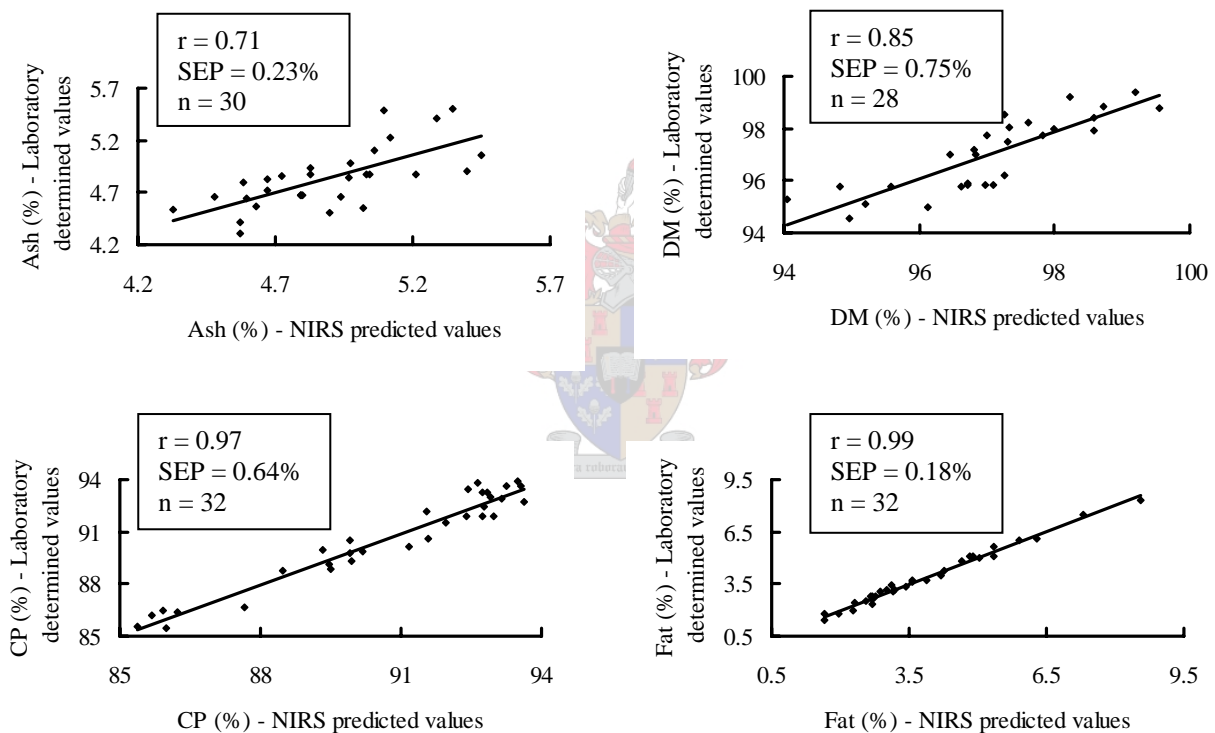 r = 0.71
SEP = 0.23%
n = 30
Ash (%) - Laboratory
determined values
5.7
5.2
4.7
4.2
4.2 4.7 5.2 5.7
Ash (%) - NIRS predicted values
r = 0.85
SEP = 0.75%
n = 28
DM (%) - Laboratory
determined values
100
98
96
94
94 96 98 100
DM (%) - NIRS predicted values
r = 0.97
SEP = 0.64%
n = 32
CP (%) - Laboratory
determined values
94
91
88
85
85 88 91 94
CP (%) - NIRS predicted values
r = 0.99
SEP = 0.18%
n = 32
Fat (%) - Laboratory
determined values
9.5
6.5
3.5
0.5
0.5 3.5 6.5 9.5
Fat (%) - NIRS predicted values